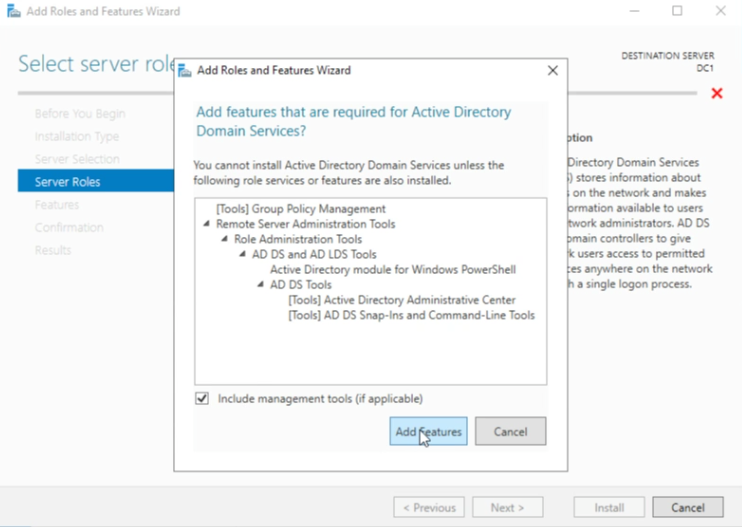 Add Roles and Features Wizard
Select server role
DESTINATION SERVER
DC1
Before You Begin
Installation Type
Server Selection
Server Roles
Features
Confirmation
Results
Add Roles and Features Wizard
Add features that are required for Active Directory
Domain Services?
You cannot install Active Directory Domain Services unless the
following role services or features are also installed.
[Tools] Group Policy Management
Remote Server Administration Tools
Role Administration Tools
AD DS and AD LDS Tools
Active Directory module for Windows PowerShell
AD DS Tools
[Tools] Active Directory Administrative Center
[Tools] AD DS Snap-Ins and Command-Line Tools
Include management tools (if applicable)
Add Features
Cancel
ption
Directory Domain Services
) stores information about
on the network and makes
ormation available to users
twork administrators. AD DS
omain controllers to give
k users access to permitted
ces anywhere on the network
h a single logon process.
< Previous
Next >
Install
Cancel